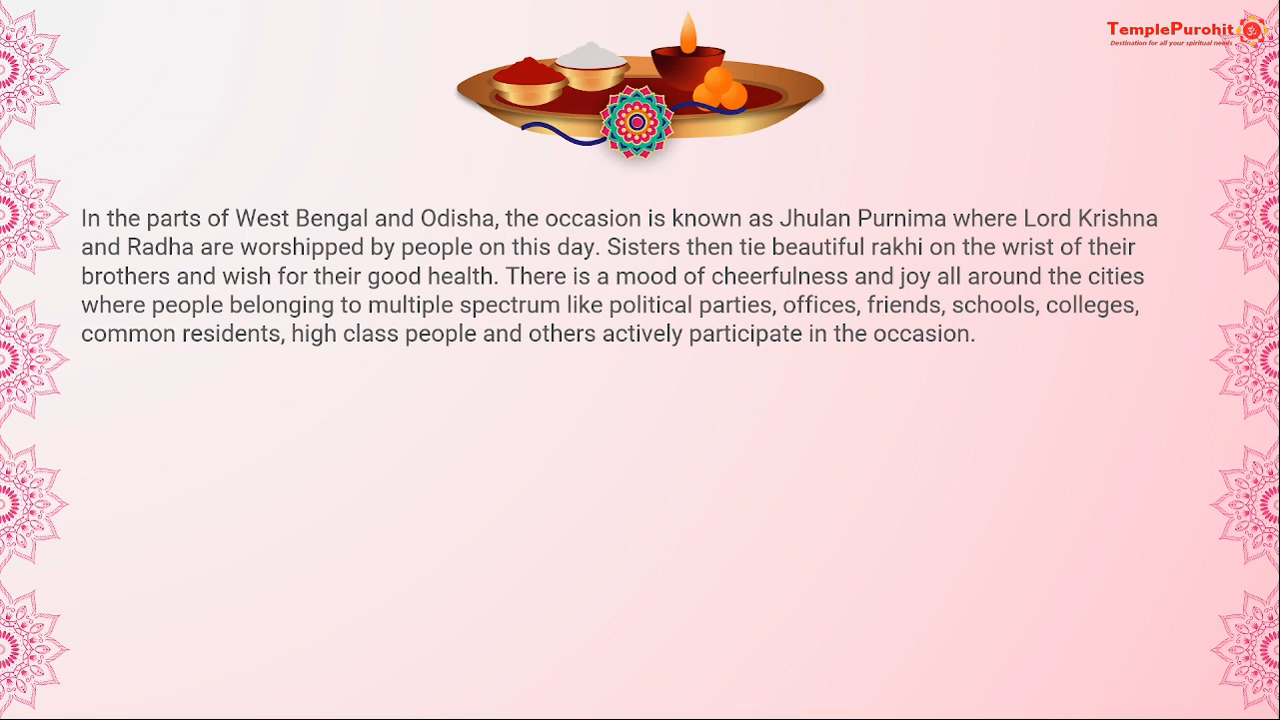 TemplePurohit
Destination for all your spiritual needs
In the parts of West Bengal and Odisha, the occasion is known as Jhulan Purnima where Lord Krishna
and Radha are worshipped by people on this day. Sisters then tie beautiful rakhi on the wrist of their
brothers and wish for their good health. There is a mood of cheerfulness and joy all around the cities
where people belonging to multiple spectrum like political parties, offices, friends, schools, colleges,
common residents, high class people and others actively participate in the occasion.